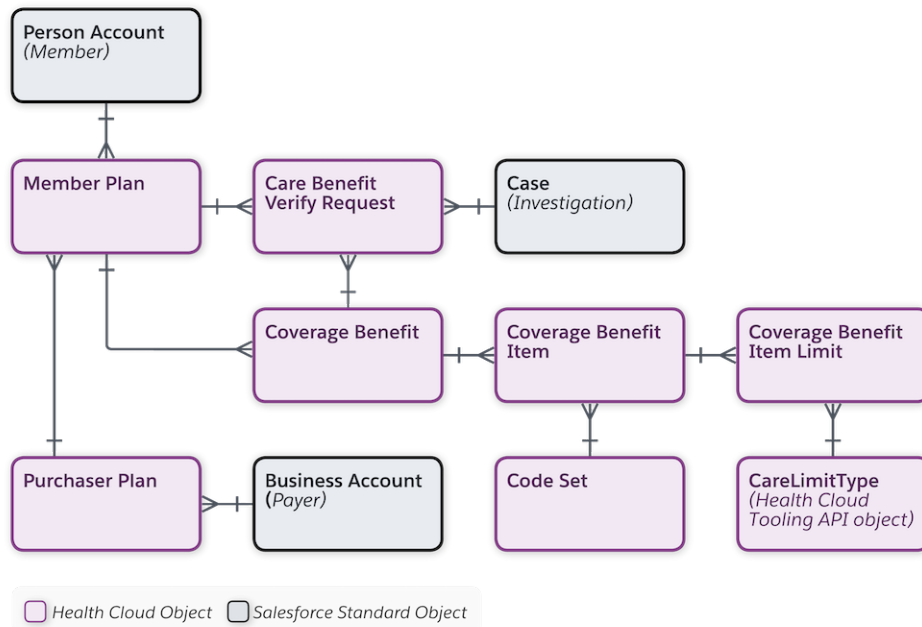 Person Account
(Member)
Member Plan
Care Benefit
Verify Request
Case
(Investigation)
Coverage Benefit
Coverage Benefit
Item
Coverage Benefit
Item Limit
Purchaser Plan
Business Account
(Payer)
Code Set
CareLimitType
(Health Cloud
Tooling API object)
Health Cloud Object
Salesforce Standard Object